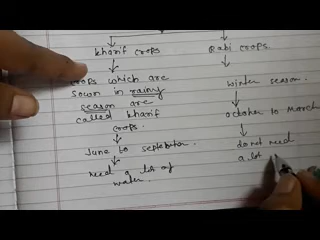 kharif crops
crops which are
sown in rainy
season are
called kharif
crops.
June to september.
need a lot of
water.
Rabi crops.
winter season.
october to march
do not need
a lot